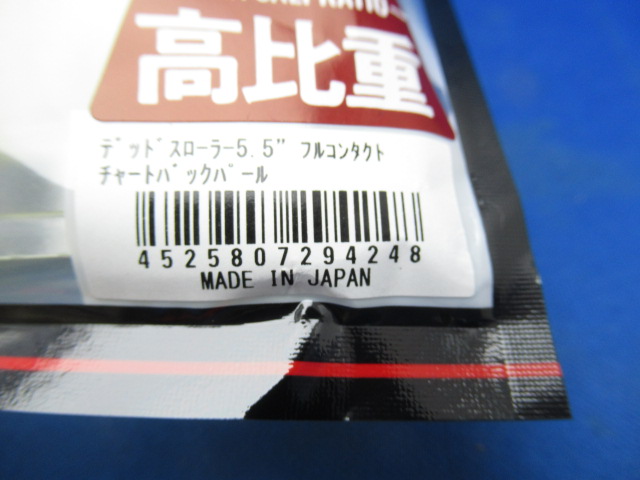 RATIO
高比重
デッドスローラー5.5" フルコンタクト
チャートバックパール
4525807294248
MADE IN JAPAN